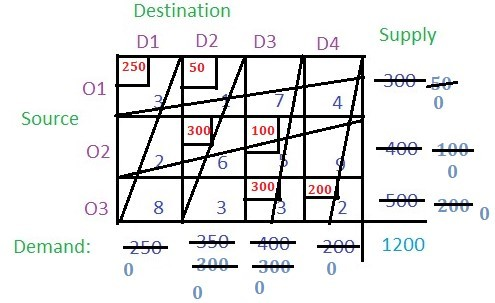 Destination
D1 D2 D3 D4 Supply
250 50
O1 3 1 7 4 300 50
0
Source
300 100
O2 2 6 5 9 400 100
0
300 200
O3 8 3 3 2 500 200 0
Demand: 250 350 400 200 1200
0 300 300 0
0 0